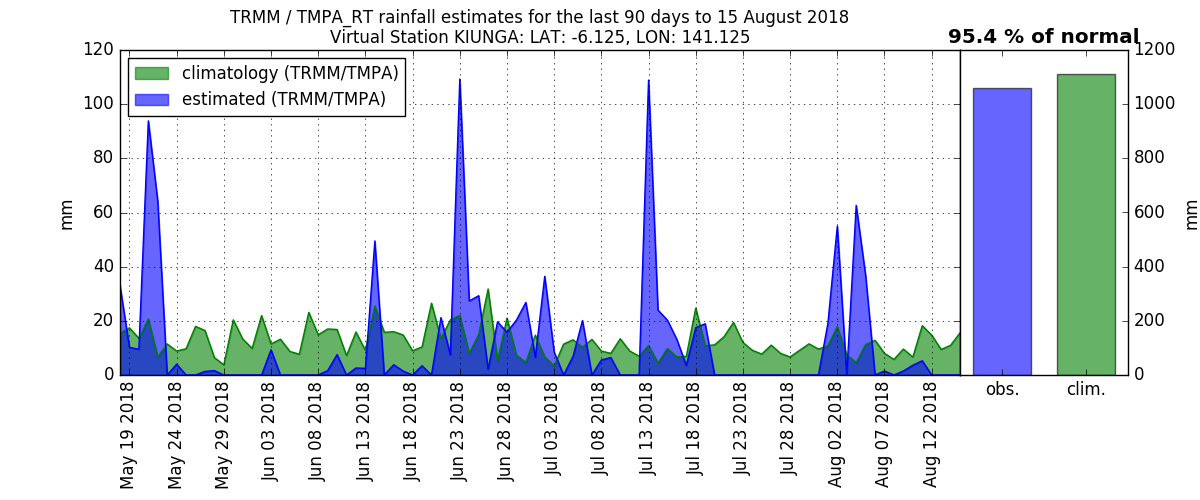 TRMM / TMPA_RT rainfall estimates for the last 90 days to 15 August 2018
Virtual Station KIUNGA: LAT: -6.125, LON: 141.125
95.4 % of normal
climatology (TRMM/TMPA)
estimated (TRMM/TMPA)
mm
120
100
80
60
40
20
0
May 19 2018
May 24 2018
May 29 2018
Jun 03 2018
Jun 08 2018
Jun 13 2018
Jun 18 2018
Jun 23 2018
Jun 28 2018
Jul 03 2018
Jul 08 2018
Jul 13 2018
Jul 18 2018
Jul 23 2018
Jul 28 2018
Aug 02 2018
Aug 07 2018
Aug 12 2018
obs.
clim.
1200
1000
800
600
400
200
0
mm